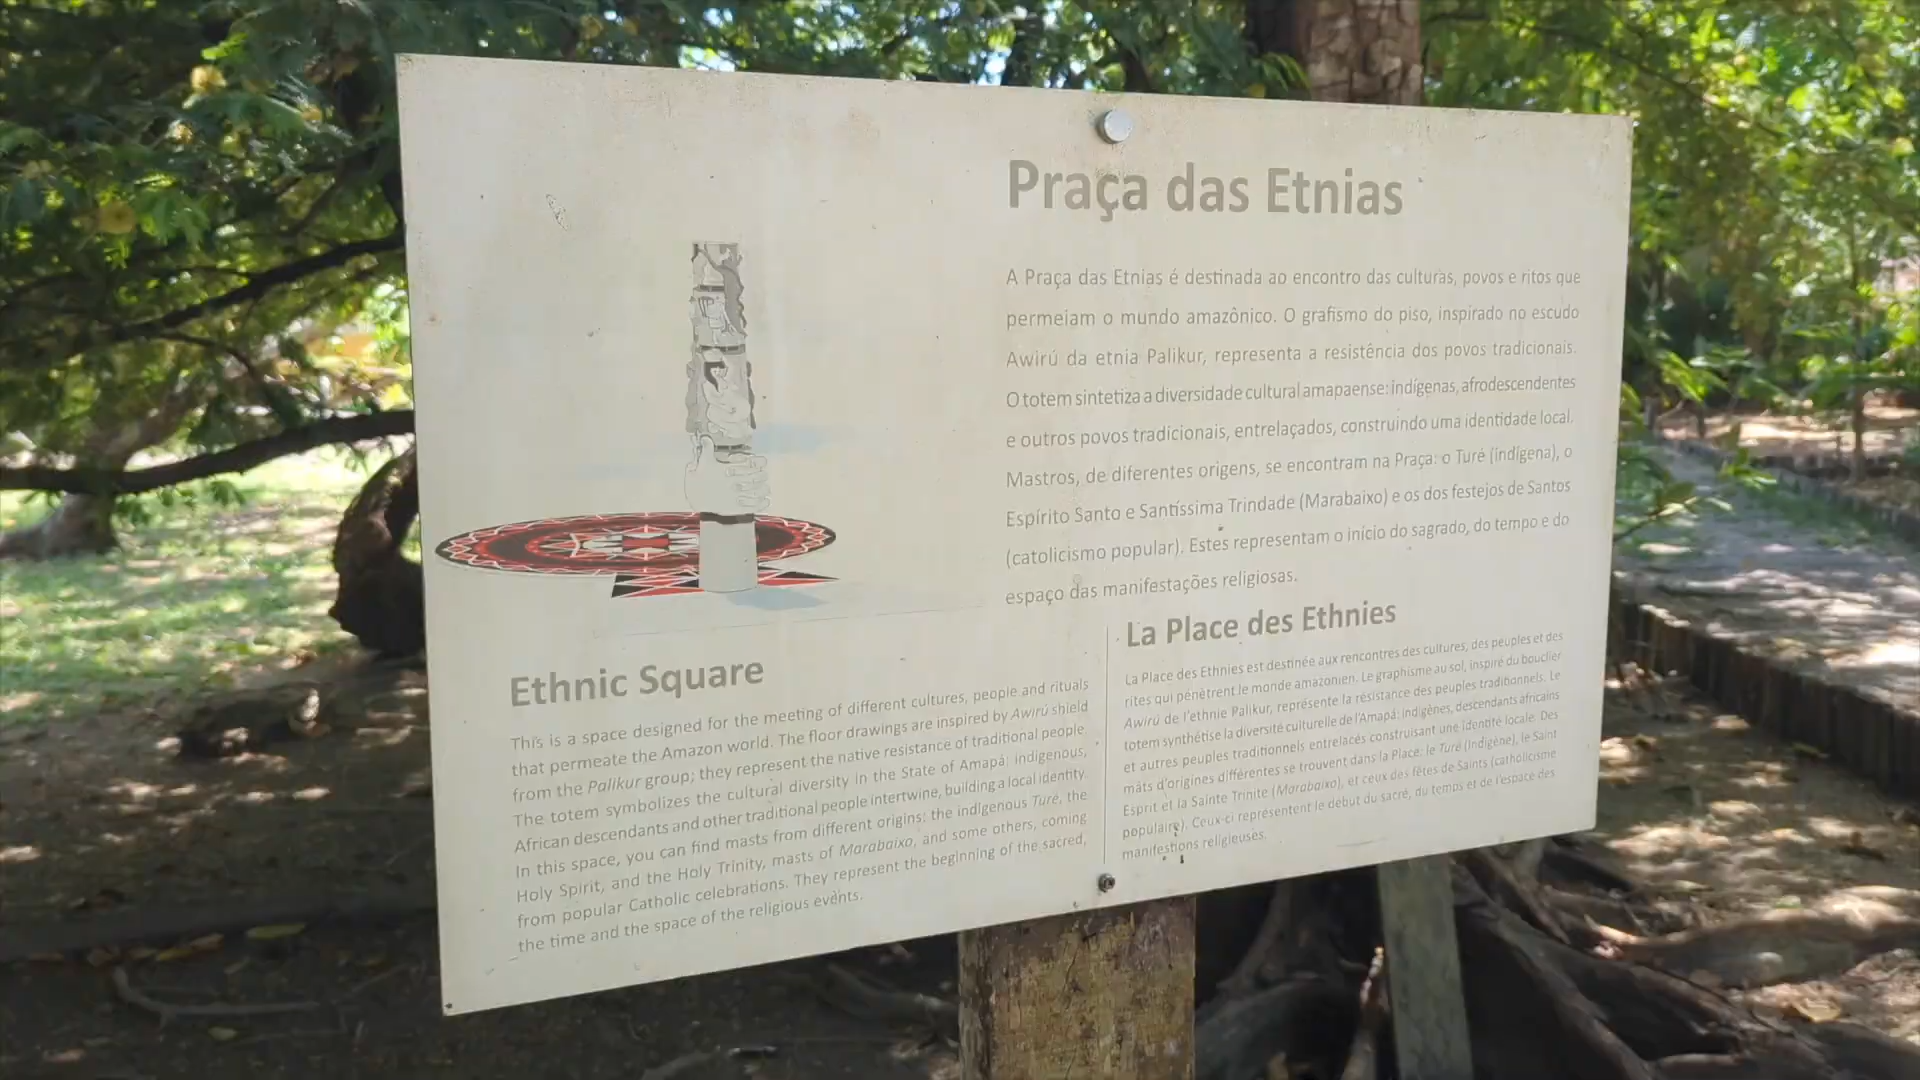 Praça das Etnias
A Praça das Etnias é destinada ao encontro das culturas, povos e ritos que
permeiam o mundo amazônico. O grafismo do piso, inspirado no escudo
Awirú da etnia Palikur, representa a resistência dos povos tradicionais.
O totem sintetiza a diversidade cultural amapaense: indígenas, afrodescendentes
e outros povos tradicionais, entrelaçados, construindo uma identidade local.
Mastros, de diferentes origens, se encontram na Praça: o Turé (indígena), o
Espírito Santo e Santíssima Trindade (Marabaixo) e os dos festejos de Santos
(catolicismo popular). Estes representam o início do sagrado, do tempo e do
espaço das manifestações religiosas.
Ethnic Square
This is a space designed for the meeting of different cultures, people and rituals
that permeate the Amazon world. The floor drawings are inspired by Awirú shield
from the Palikur group; they represent the native resistance of traditional people.
The totem symbolizes the cultural diversity in the State of Amapá: indigenous,
African descendants and other traditional people intertwine, building a local identity.
In this space, you can find masts from different origins: the indigenous Turé, the
Holy Spirit, and the Holy Trinity, masts of Marabaixo, and some others, coming
from popular Catholic celebrations. They represent the beginning of the sacred,
the time and the space of the religious events.
La Place des Ethnies
La Place des Ethnies est destinée aux rencontres des cultures, des peuples et des
rites qui pénètrent le monde amazonien. Le graphisme au sol, inspiré du bouclier
Awirú de l'ethnie Palikur, représente la résistance des peuples traditionnels. Le
totem synthétise la diversité culturelle de l'Amapá: indigènes, descendants africains
et autres peuples traditionnels entrelacés construisant une identité locale. Des
mâts d'origines différentes se trouvent dans la Place: le Turé (Indigène), le Saint
Esprit et la Sainte Trinité (Marabaixo), et ceux des fêtes de Saints (catholicisme
populaire). Ceux-ci représentent le début du sacré, du temps et de l'espace des
manifestions religieuses.